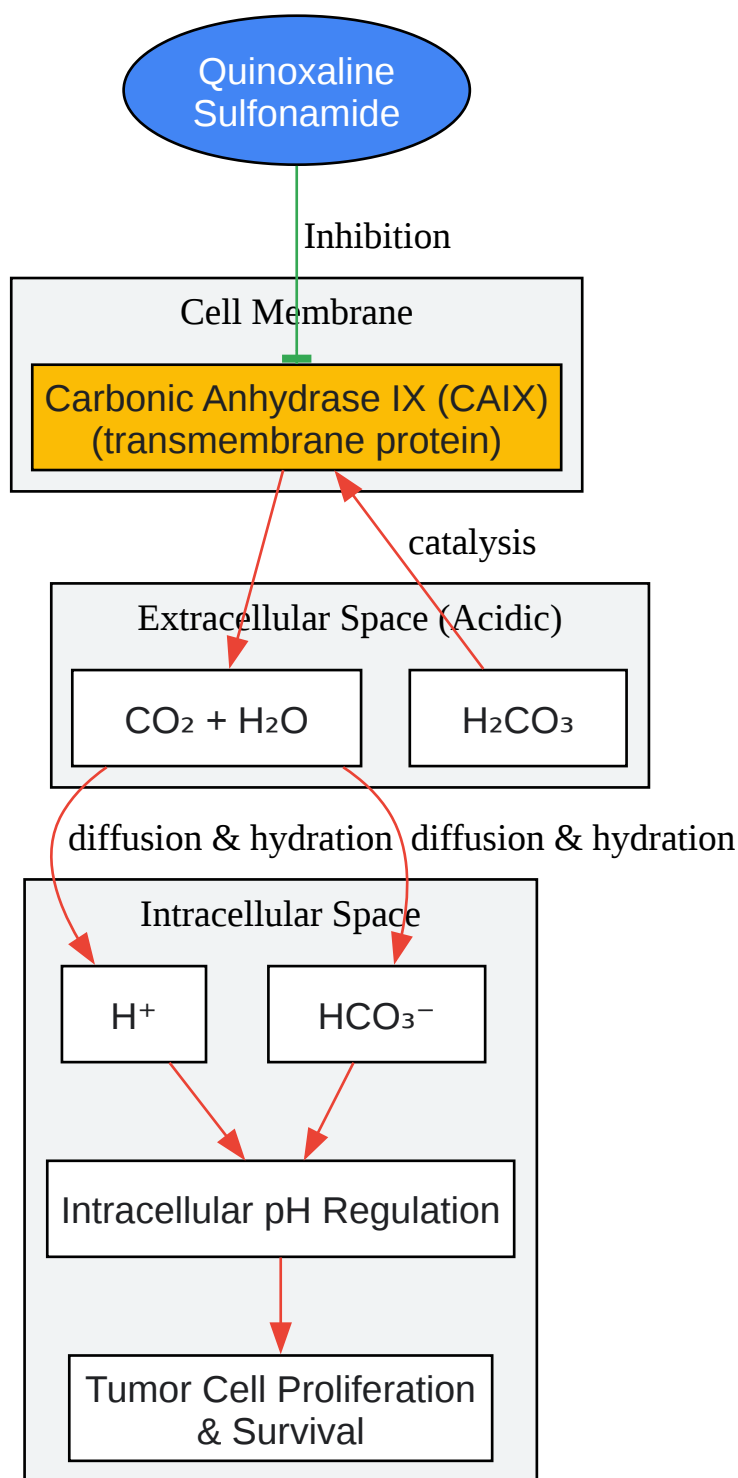 Quinoxaline
Sulfonamide
Inhibition
Cell Membrane
Carbonic Anhydrase IX (CAIX)
(transmembrane protein)
catalysis
Extracellular Space (Acidic)
CO₂ + H₂O
H₂CO₃
diffusion & hydration
diffusion & hydration
Intracellular Space
H⁺
HCO₃⁻
Intracellular pH Regulation
Tumor Cell Proliferation
& Survival